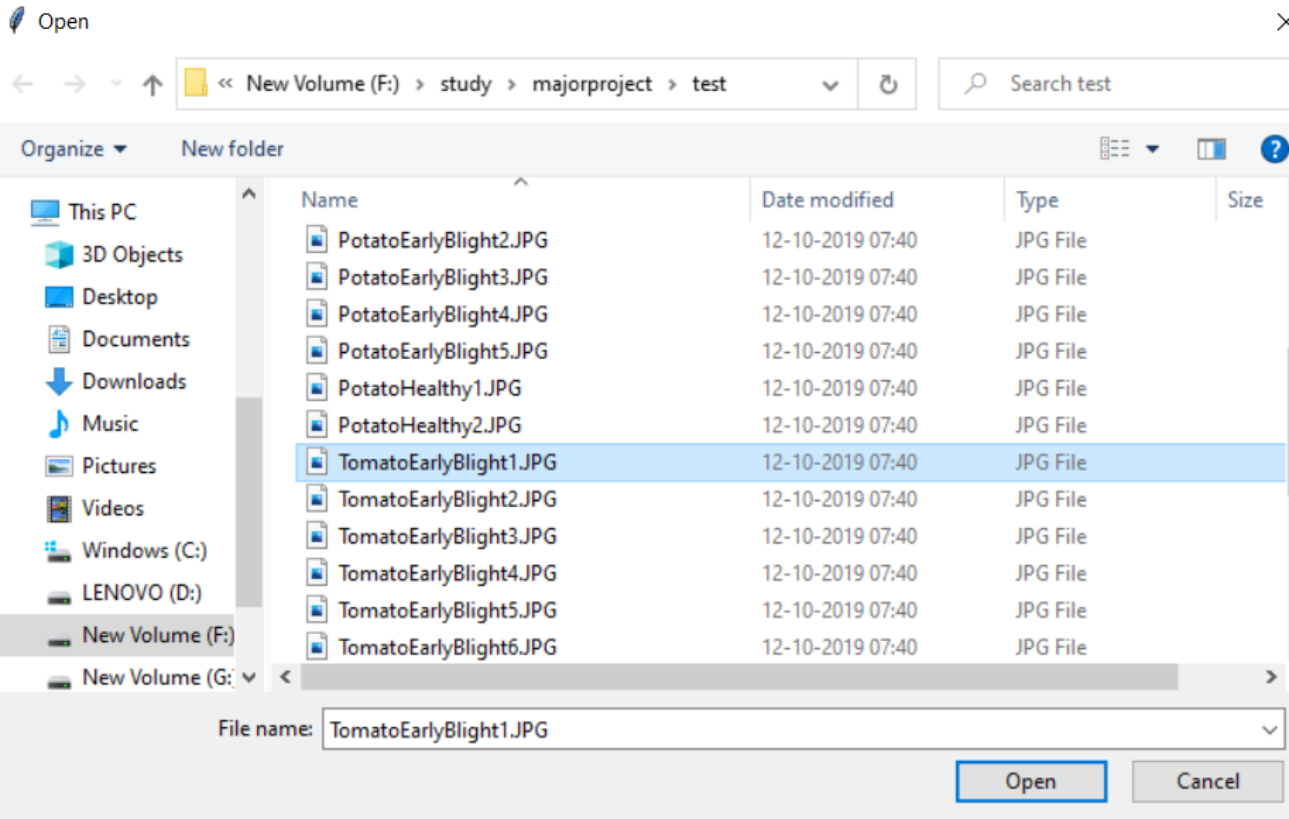 Open
« New Volume (F:) › study › majorproject › test
Search test
Organize
New folder
?
This PC
3D Objects
Desktop
Documents
Downloads
Music
Pictures
Videos
Windows (C:)
LENOVO (D:)
New Volume (F:)
New Volume (G:
Name Date modified Type Size
PotatoEarlyBlight2.JPG 12-10-2019 07:40 JPG File
PotatoEarlyBlight3.JPG 12-10-2019 07:40 JPG File
PotatoEarlyBlight4.JPG 12-10-2019 07:40 JPG File
PotatoEarlyBlight5.JPG 12-10-2019 07:40 JPG File
PotatoHealthy1.JPG 12-10-2019 07:40 JPG File
PotatoHealthy2.JPG 12-10-2019 07:40 JPG File
TomatoEarlyBlight1.JPG 12-10-2019 07:40 JPG File
TomatoEarlyBlight2.JPG 12-10-2019 07:40 JPG File
TomatoEarlyBlight3.JPG 12-10-2019 07:40 JPG File
TomatoEarlyBlight4.JPG 12-10-2019 07:40 JPG File
TomatoEarlyBlight5.JPG 12-10-2019 07:40 JPG File
TomatoEarlyBlight6.JPG 12-10-2019 07:40 JPG File
File name: TomatoEarlyBlight1.JPG
Open Cancel